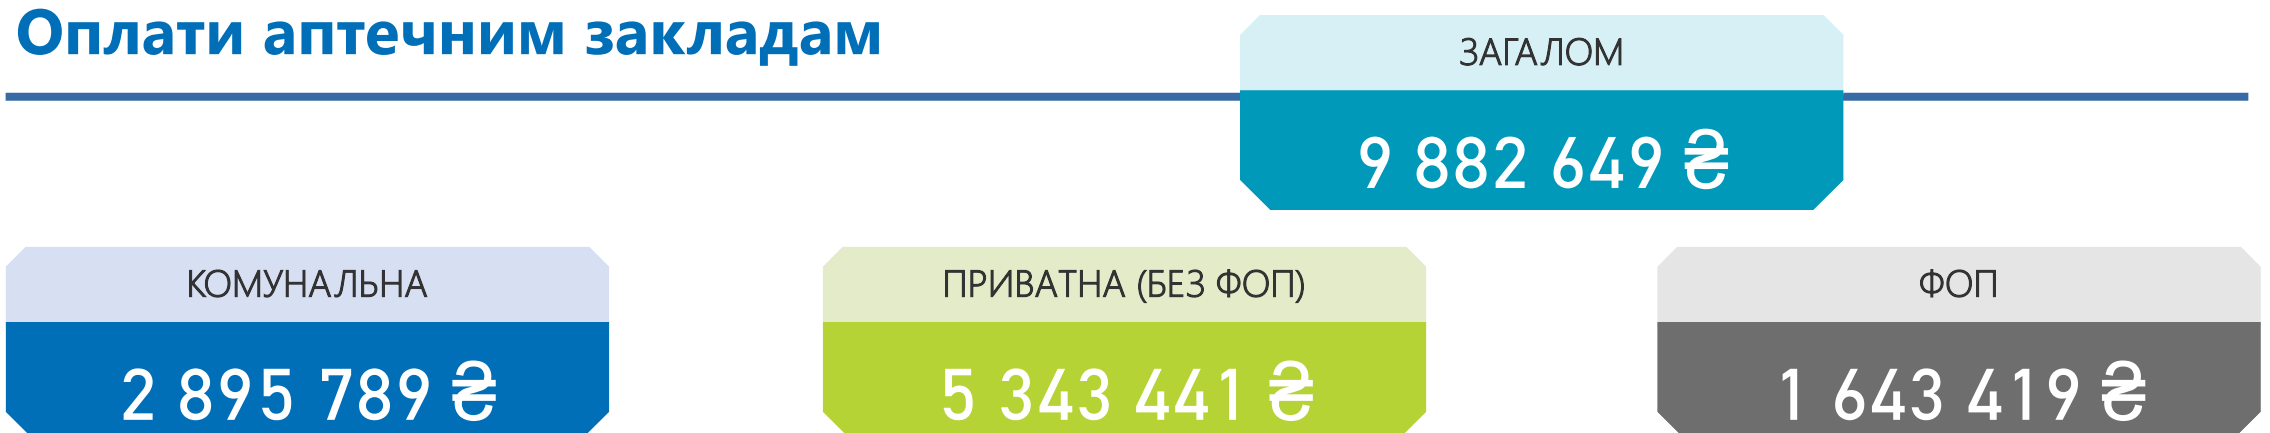 Оплати аптечним закладам
ЗАГАЛОМ
9 882 649 ₴
КОМУНАЛЬНА
2 895 789 ₴
ПРИВАТНА (БЕЗ ФОП)
5 343 441 ₴
ФОП
1 643 419 ₴